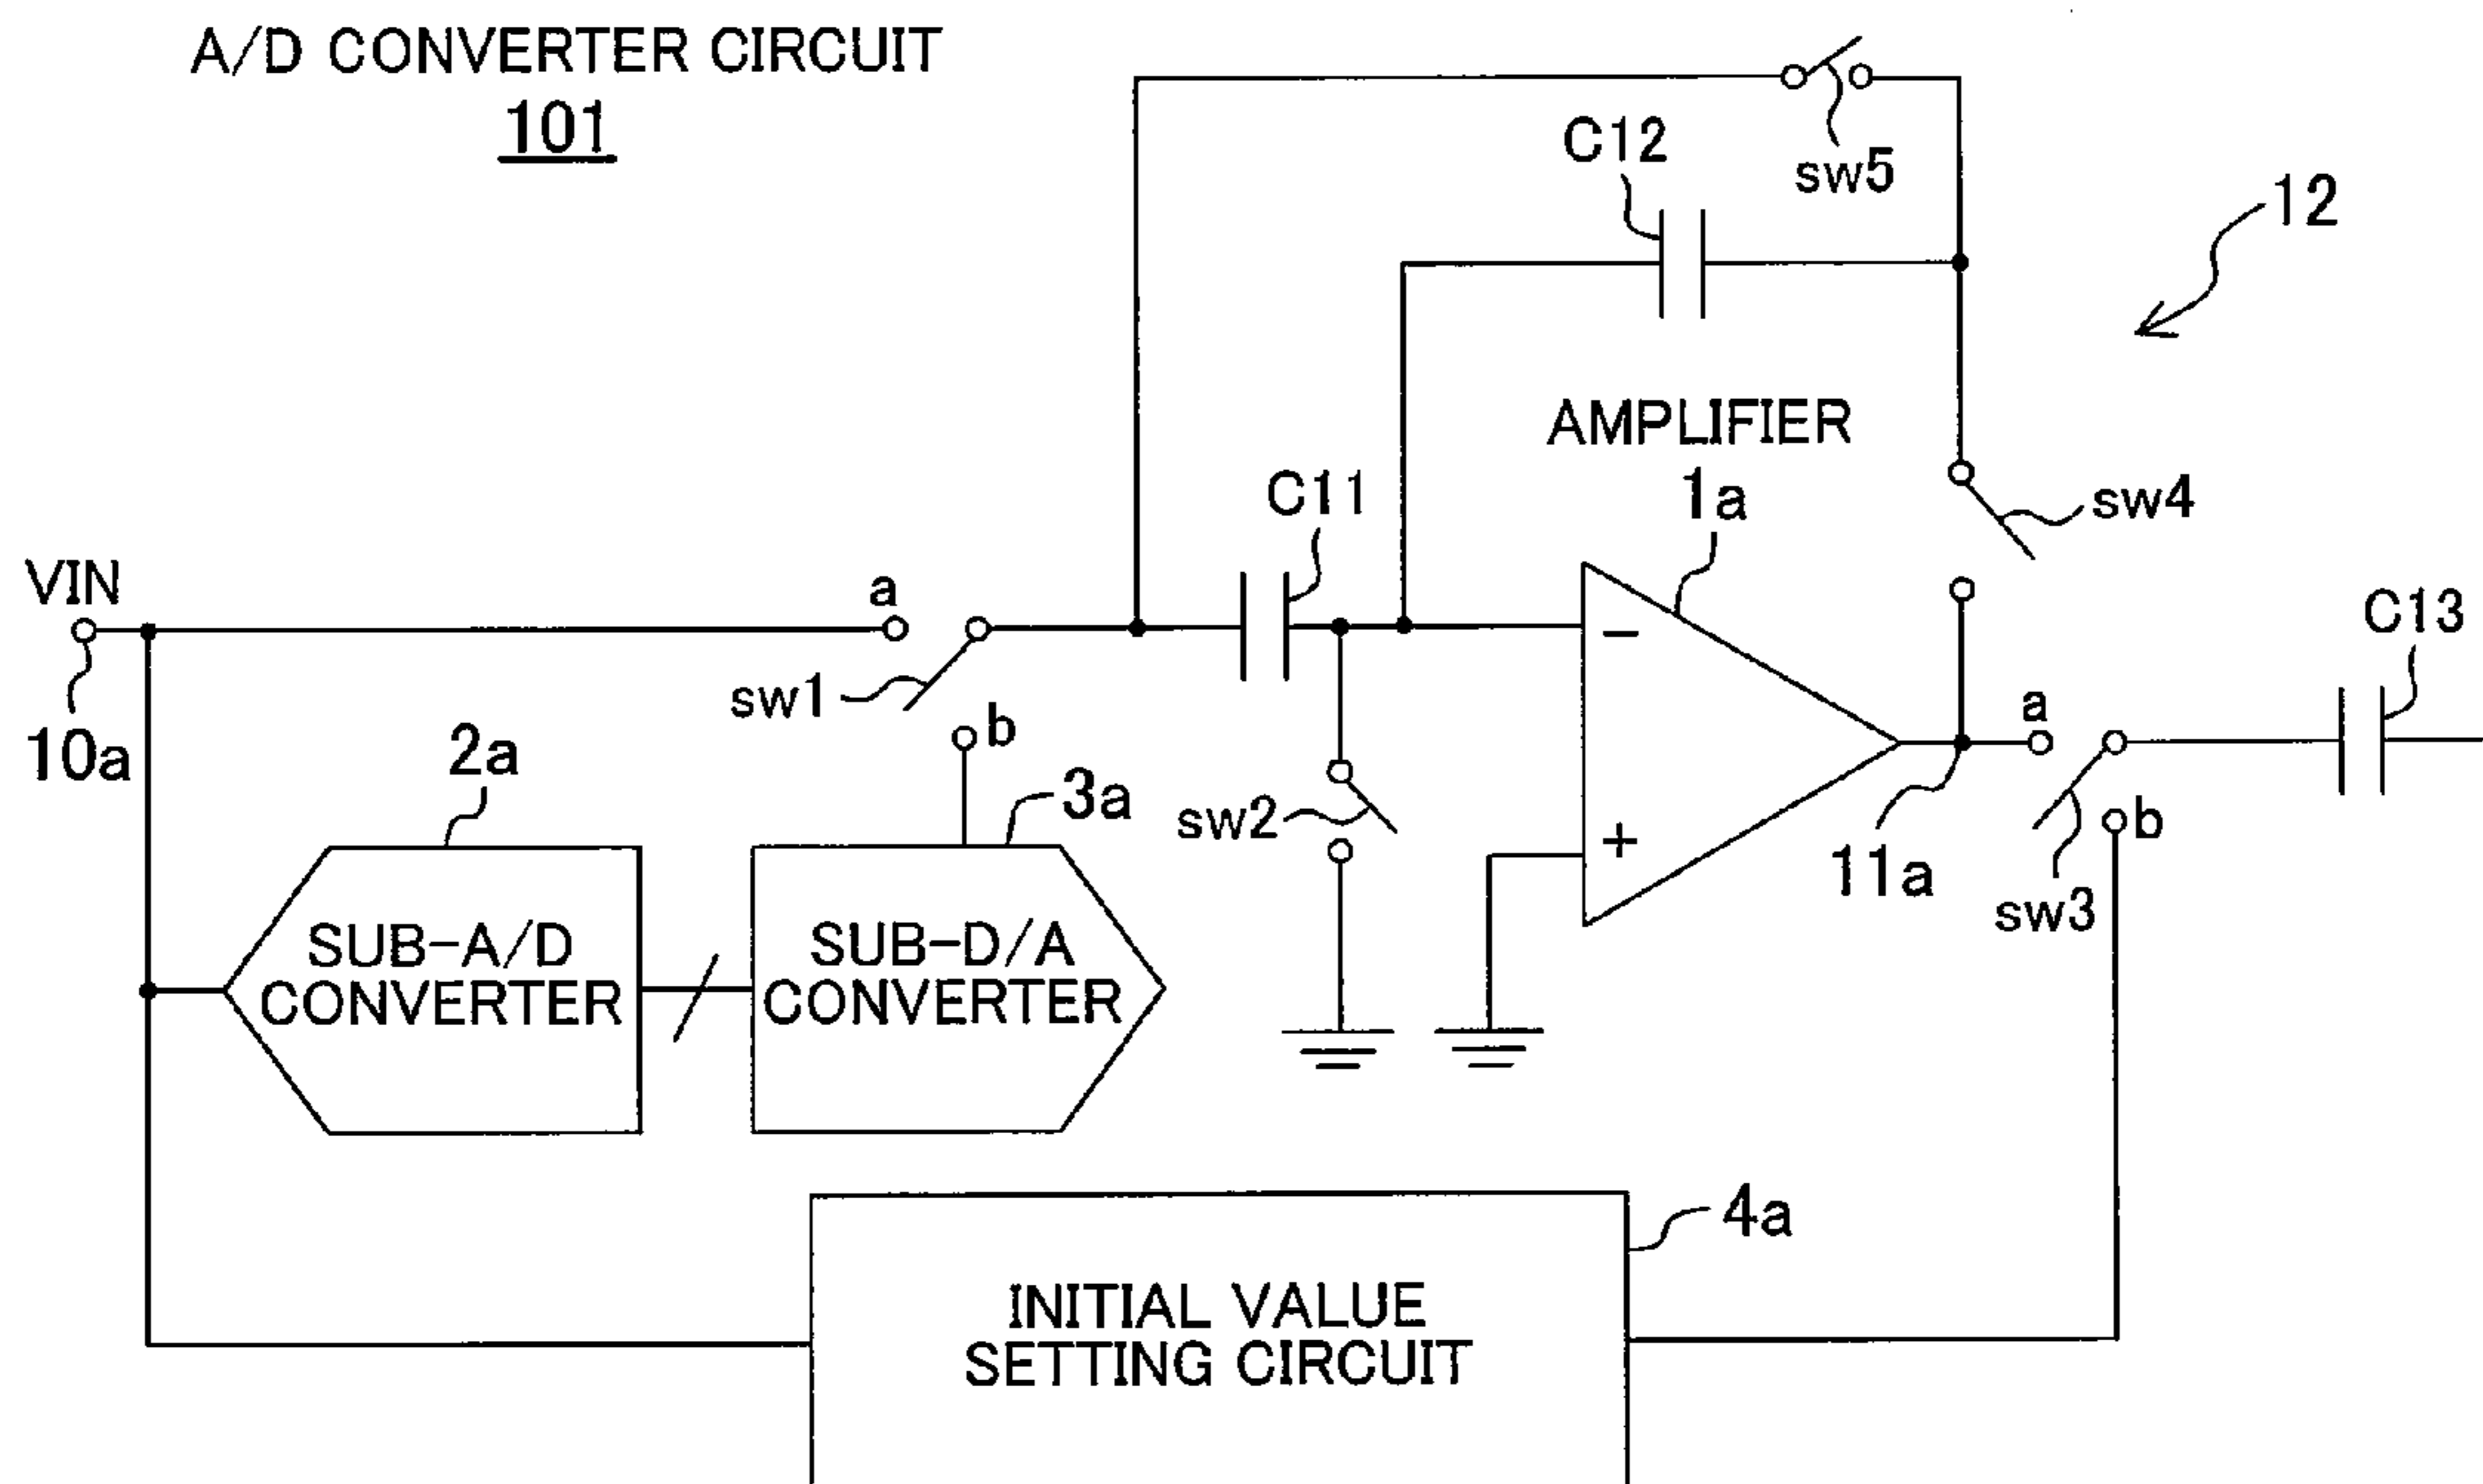 A/D CONVERTER CIRCUIT
101
C12
sw5
12
AMPLIFIER
1a
C11
sw4
VIN
a
C13
sw1
10a
b
2a
3a
sw2
−
+
11a
a
b
sw3
SUB-A/D
CONVERTER
SUB-D/A
CONVERTER
4a
INITIAL VALUE
SETTING CIRCUIT